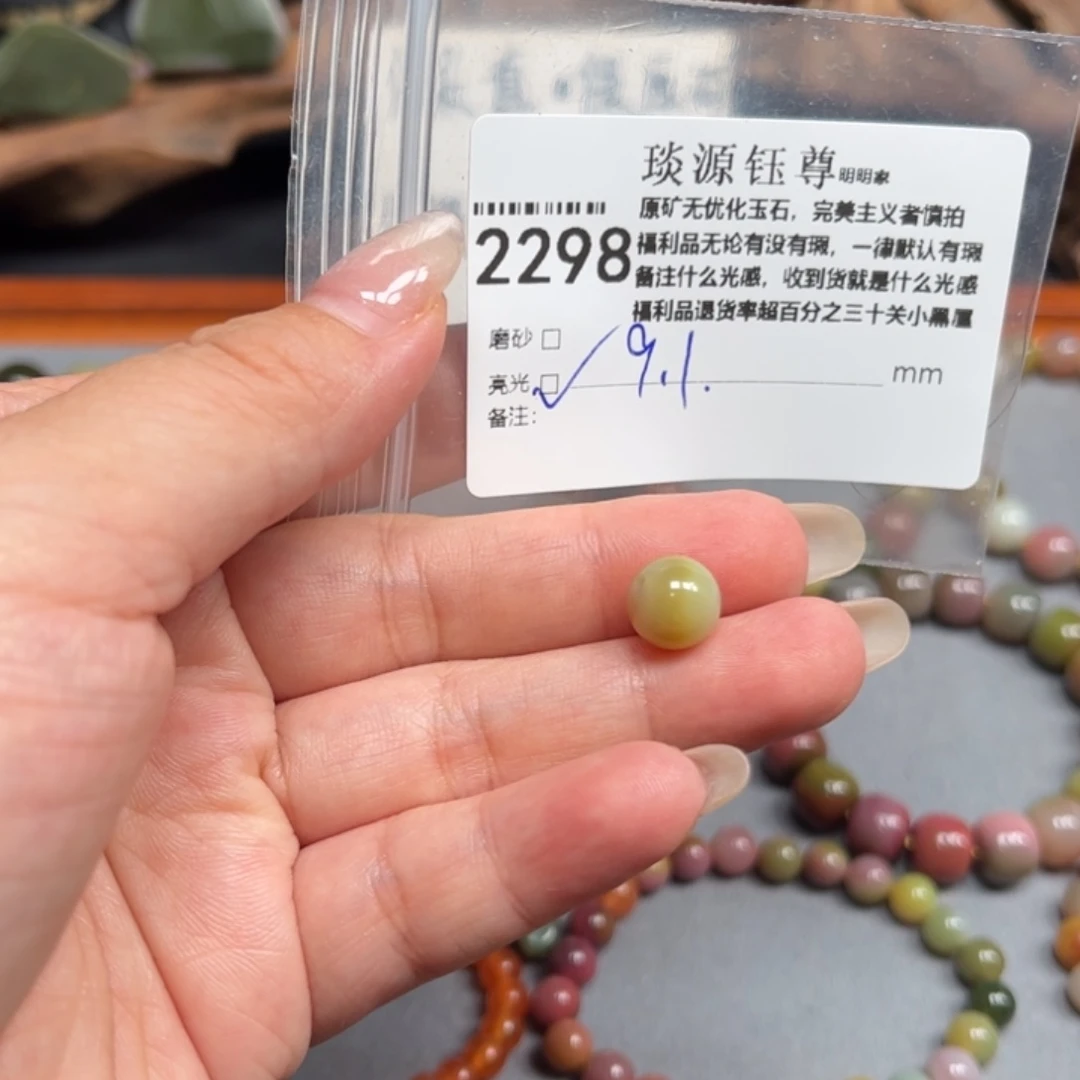 琰源钰尊明明家
原矿无优化玉石，完美主义者慎拍
2298
福利品无论有没有瑕，一律默认有瑕
备注什么光感，收到货就是什么光感
福利品退货率超百分之三十关小黑屋
磨砂□
亮光□✓ 9.1. mm
备注：